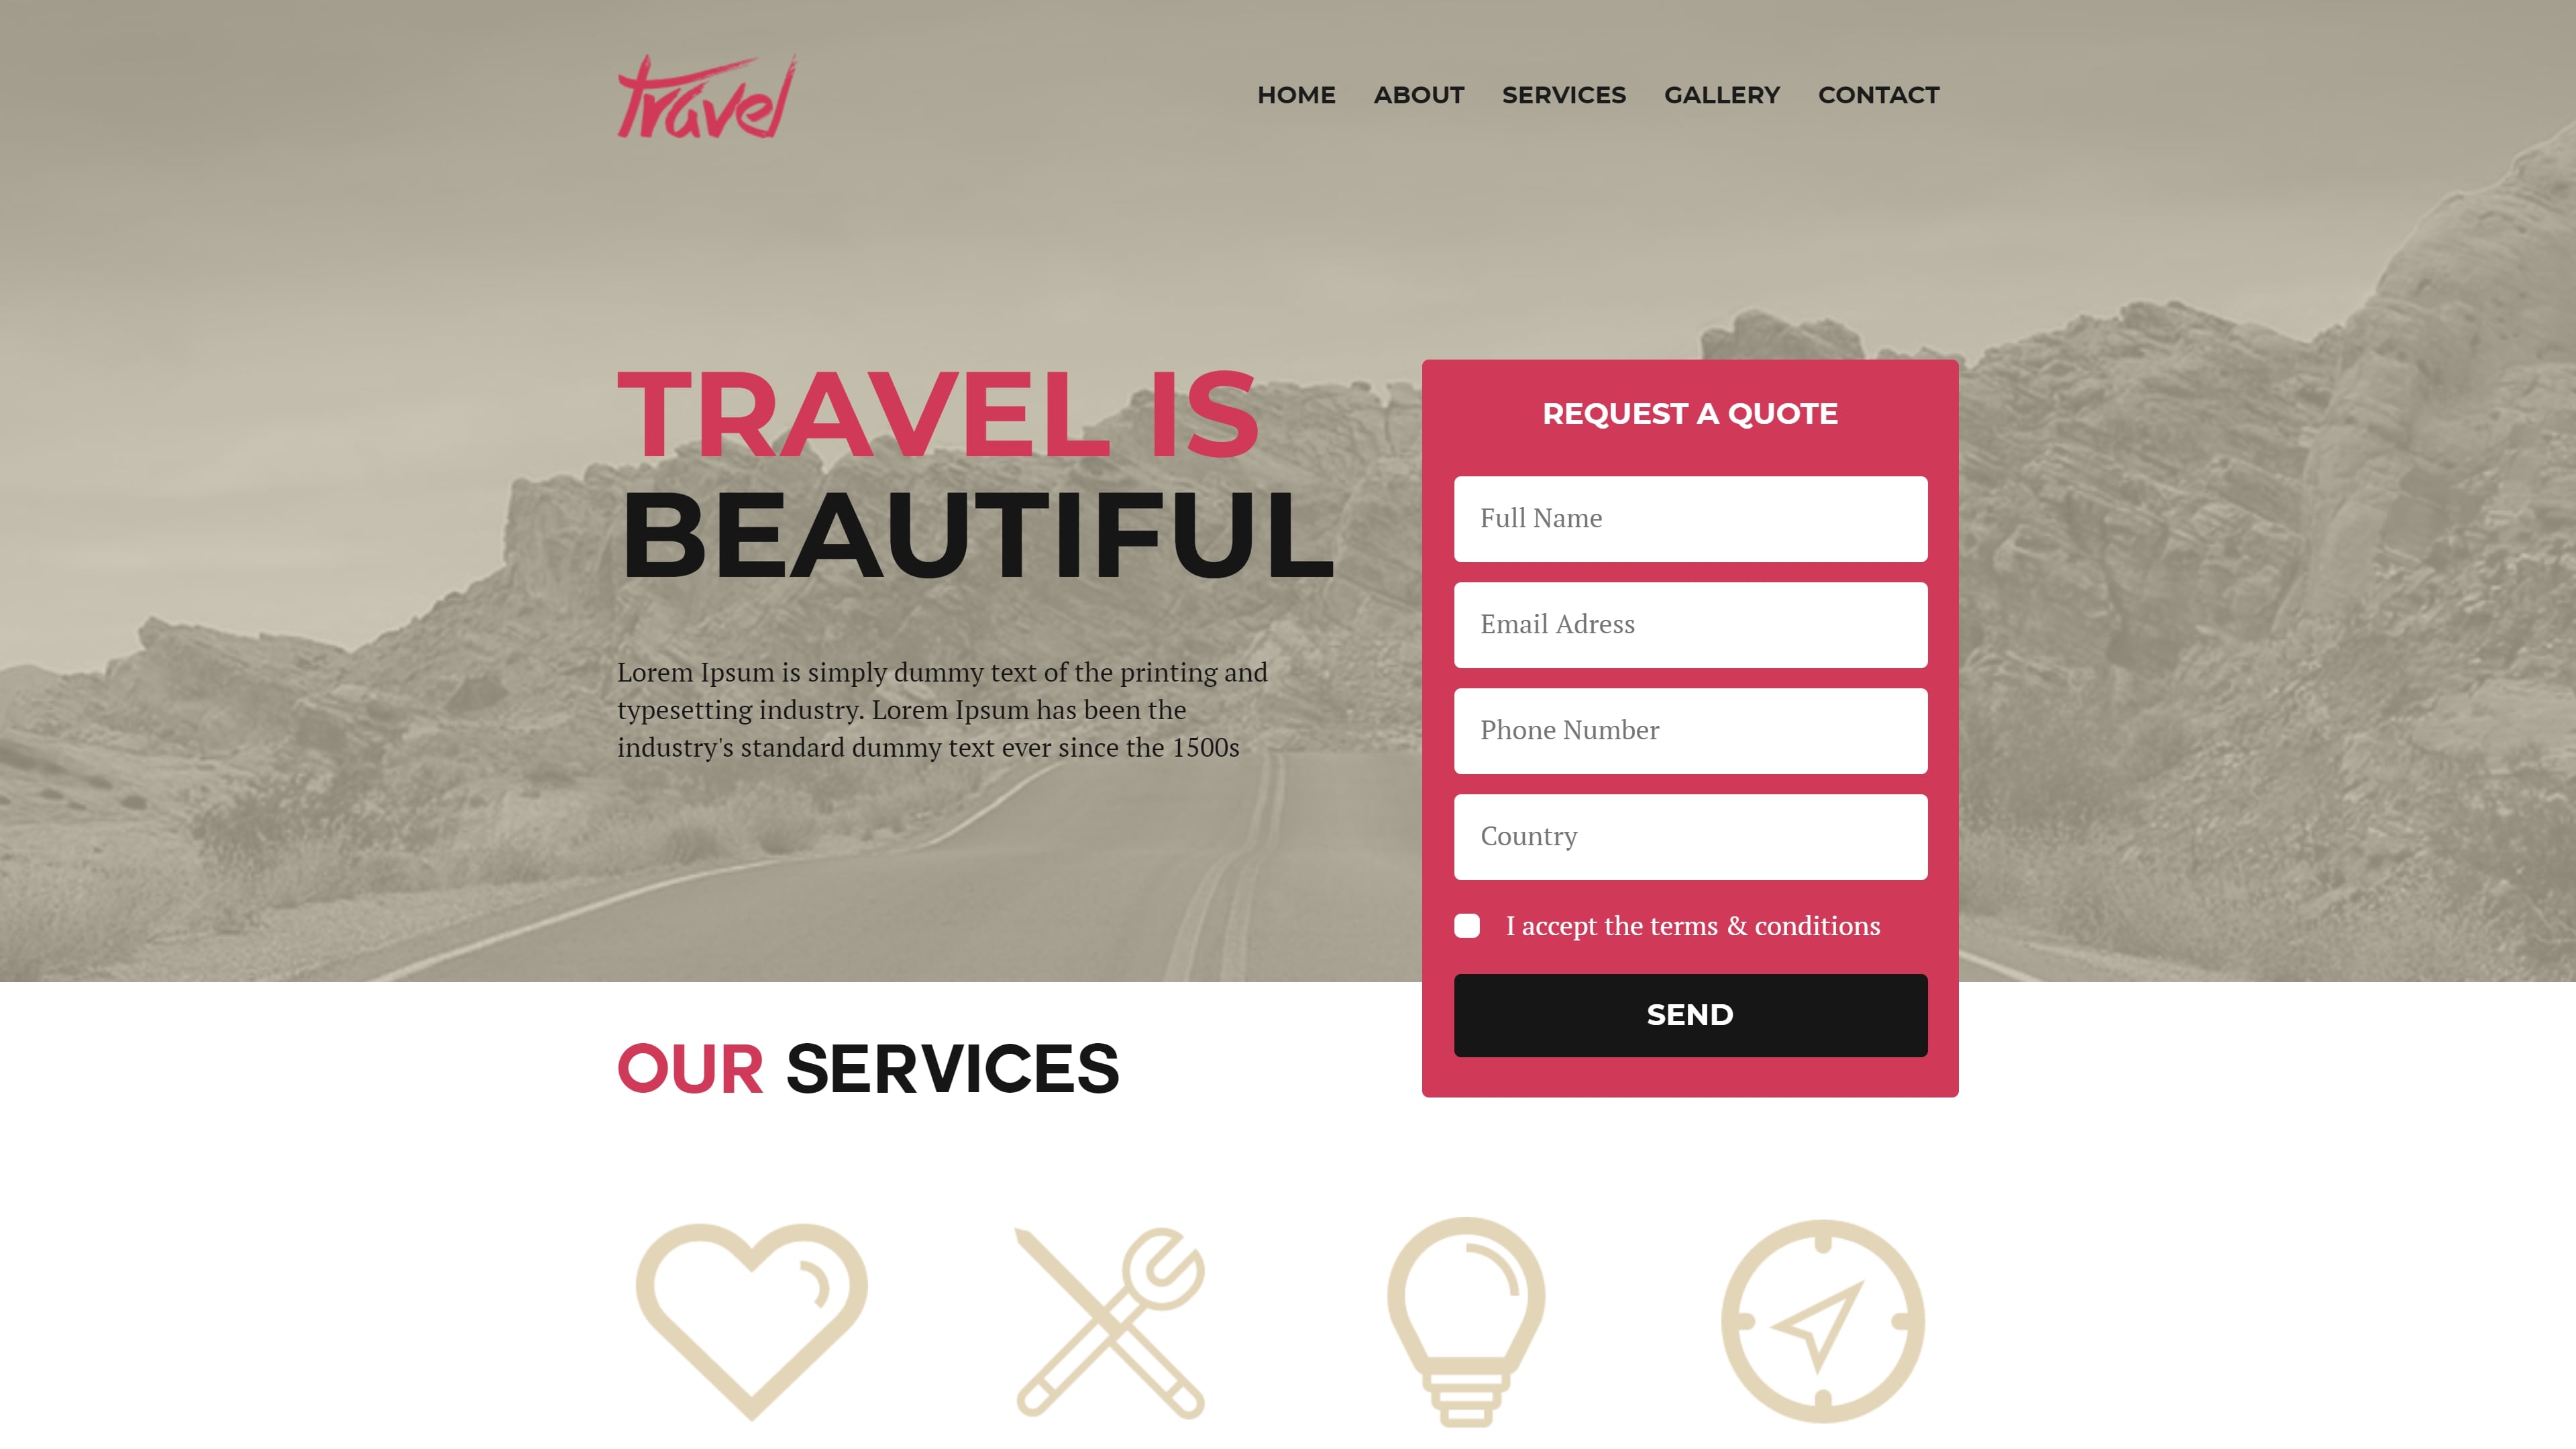 travel
HOME ABOUT SERVICES GALLERY CONTACT
TRAVEL IS
BEAUTIFUL
Lorem Ipsum is simply dummy text of the printing and
typesetting industry. Lorem Ipsum has been the
industry's standard dummy text ever since the 1500s
REQUEST A QUOTE
Full Name
Email Adress
Phone Number
Country
I accept the terms & conditions
SEND
OUR SERVICES